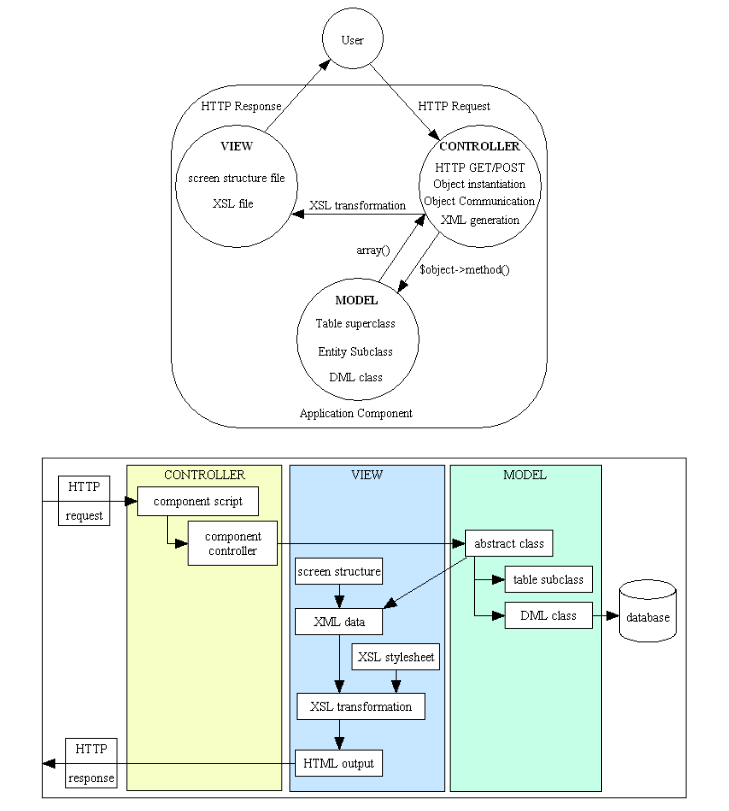 User
HTTP Response
HTTP Request
VIEW
screen structure file
XSL file
CONTROLLER
HTTP GET/POST
Object instantiation
Object Communication
XML generation
XSL transformation
array()
$object->method()
MODEL
Table superclass
Entity Subclass
DML class
Application Component
CONTROLLER
VIEW
MODEL
HTTP
request
component script
component
controller
abstract class
screen structure
table subclass
XML data
DML class
database
XSL stylesheet
XSL transformation
HTTP
response
HTML output